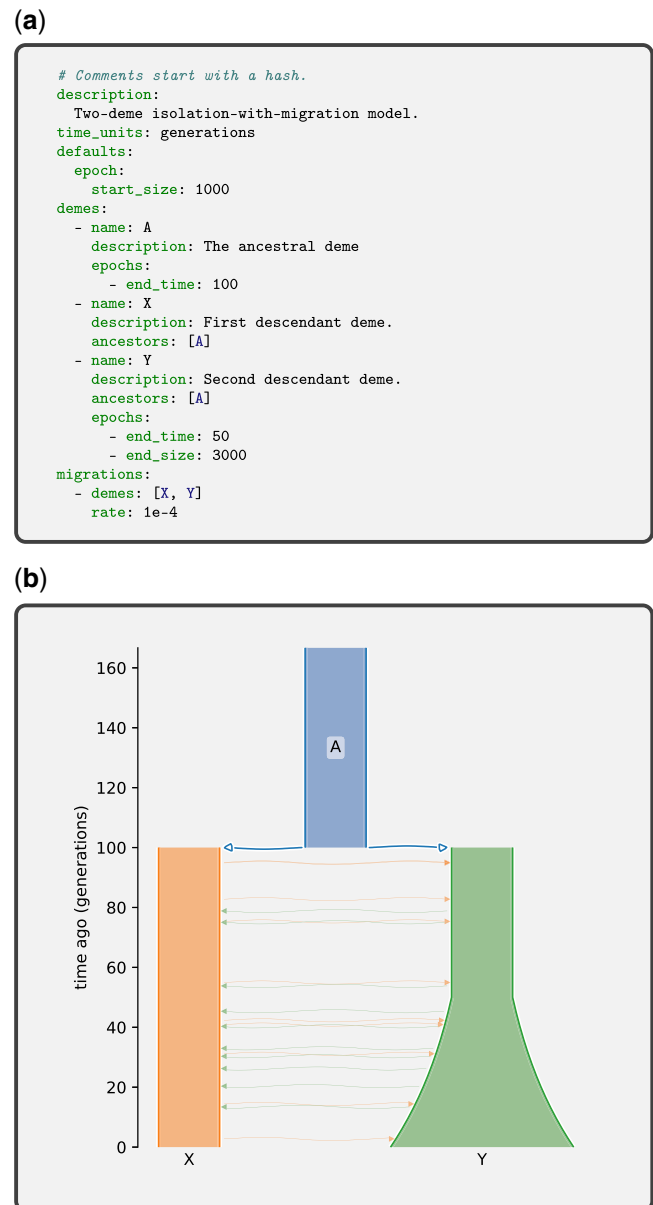 (a)
# Comments start with a hash.
description:
  Two-deme isolation-with-migration model.
time_units: generations
defaults:
  epoch:
    start_size: 1000
demes:
  - name: A
    description: The ancestral deme
    epochs:
      - end_time: 100
  - name: X
    description: First descendant deme.
    ancestors: [A]
  - name: Y
    description: Second descendant deme.
    ancestors: [A]
    epochs:
      - end_time: 50
      - end_size: 3000
migrations:
  - demes: [X, Y]
    rate: 1e-4
(b)
time ago (generations)
160
140
120
100
80
60
40
20
0
A
X
Y